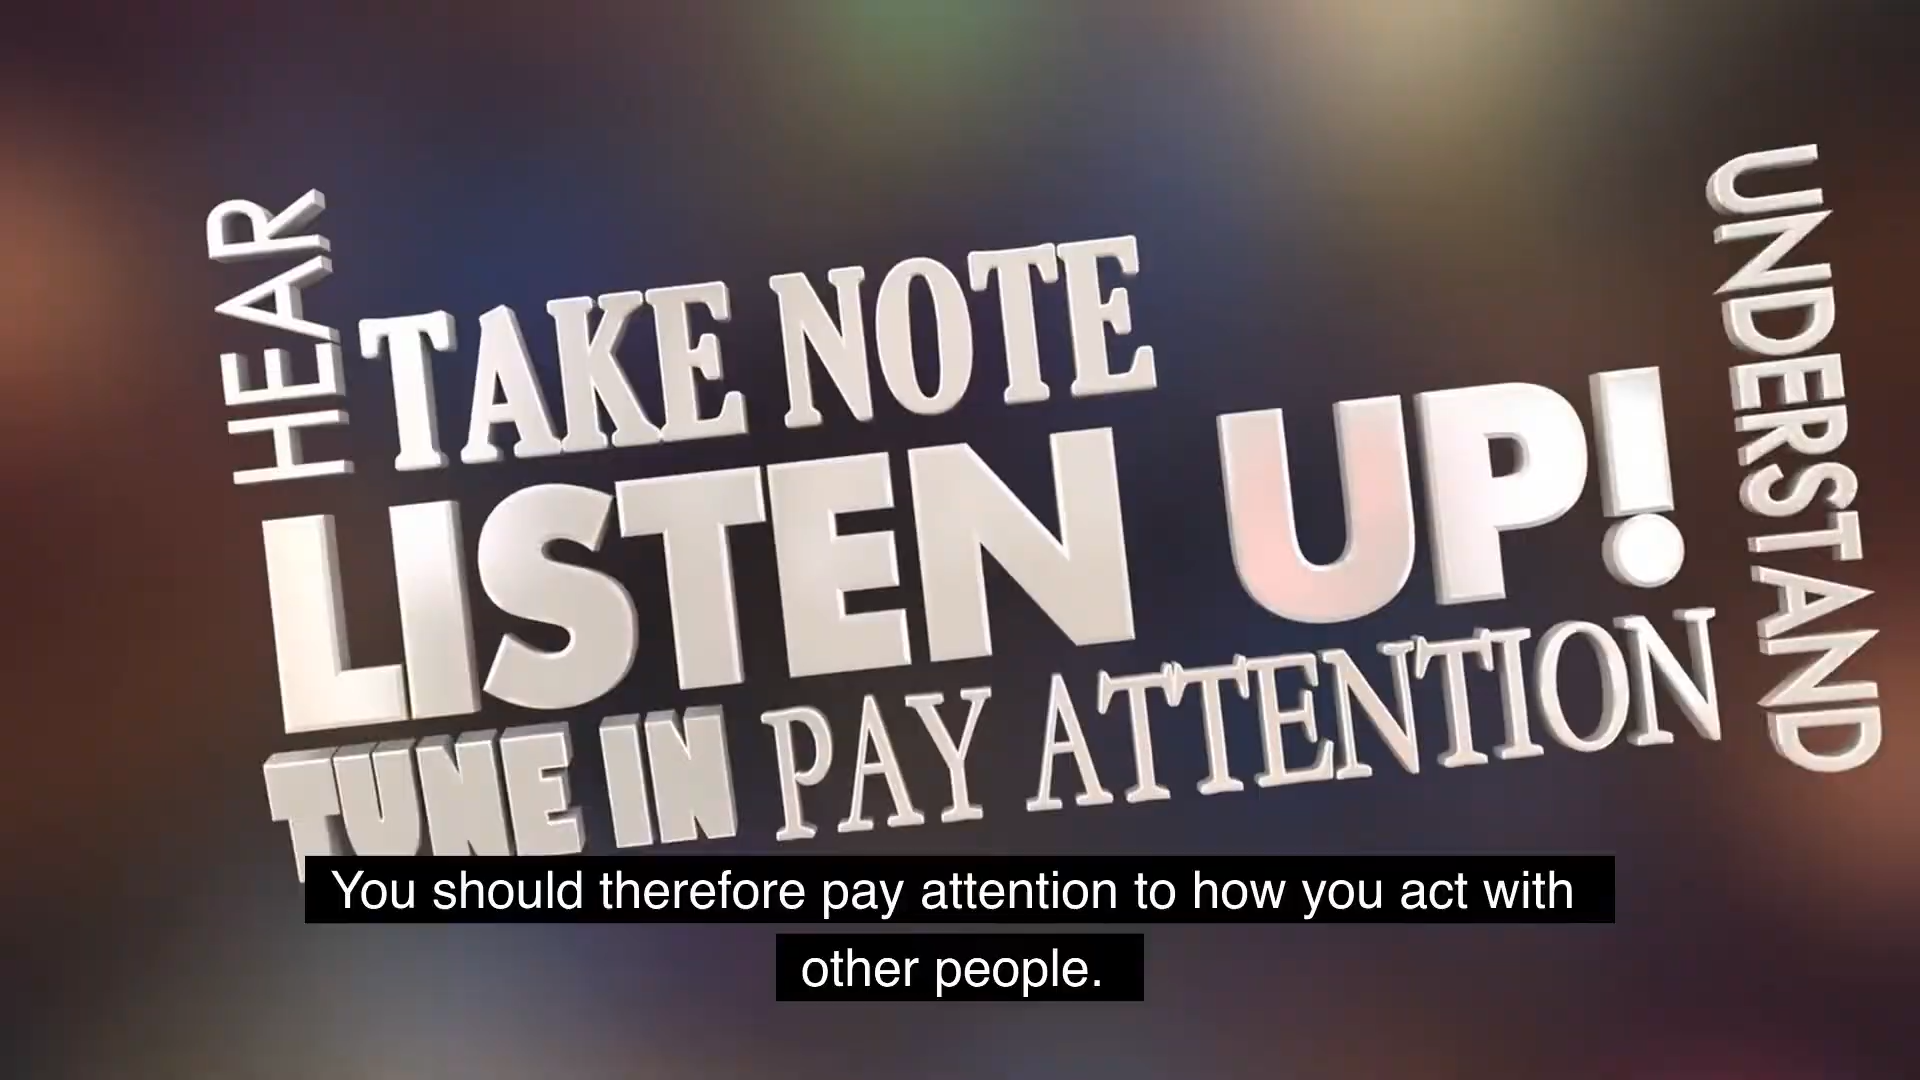 HEAR
TAKE NOTE
LISTEN UP!
TUNE IN PAY ATTENTION
UNDERSTAND
You should therefore pay attention to how you act with
other people.